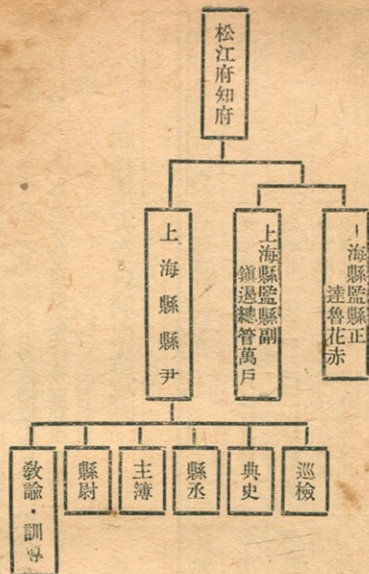 松江府知府
上海縣監縣正
達魯花赤
上海縣監縣副
鎮遏總管萬戶
上海縣縣尹
巡檢
典史
縣丞
主簿
縣尉
教諭・訓